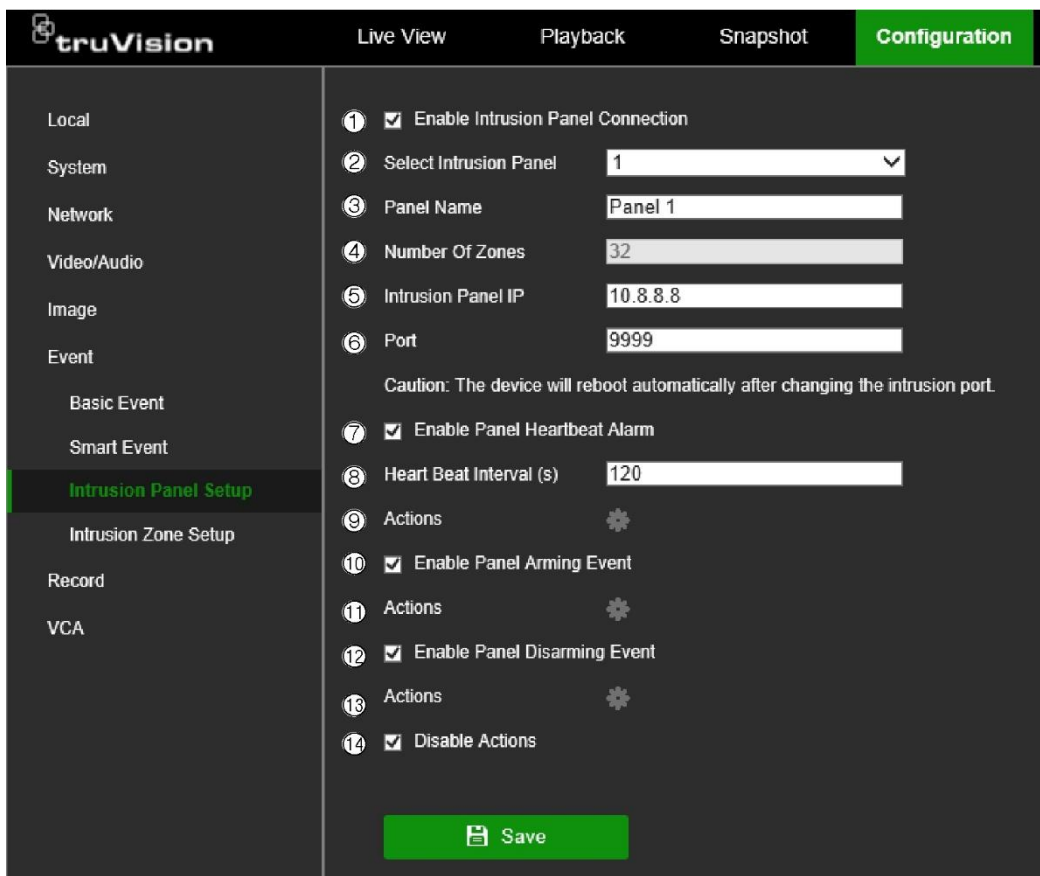 truVision Live View Playback Snapshot Configuration
Local
System
Network
Video/Audio
Image
Event
Basic Event
Smart Event
Intrusion Panel Setup
Intrusion Zone Setup
Record
VCA
① Enable Intrusion Panel Connection
② Select Intrusion Panel 1
③ Panel Name Panel 1
④ Number Of Zones 32
⑤ Intrusion Panel IP 10.8.8.8
⑥ Port 9999
Caution: The device will reboot automatically after changing the intrusion port.
⑦ Enable Panel Heartbeat Alarm
⑧ Heart Beat Interval (s) 120
⑨ Actions
⑩ Enable Panel Arming Event
⑪ Actions
⑫ Enable Panel Disarming Event
⑬ Actions
⑭ Disable Actions
Save